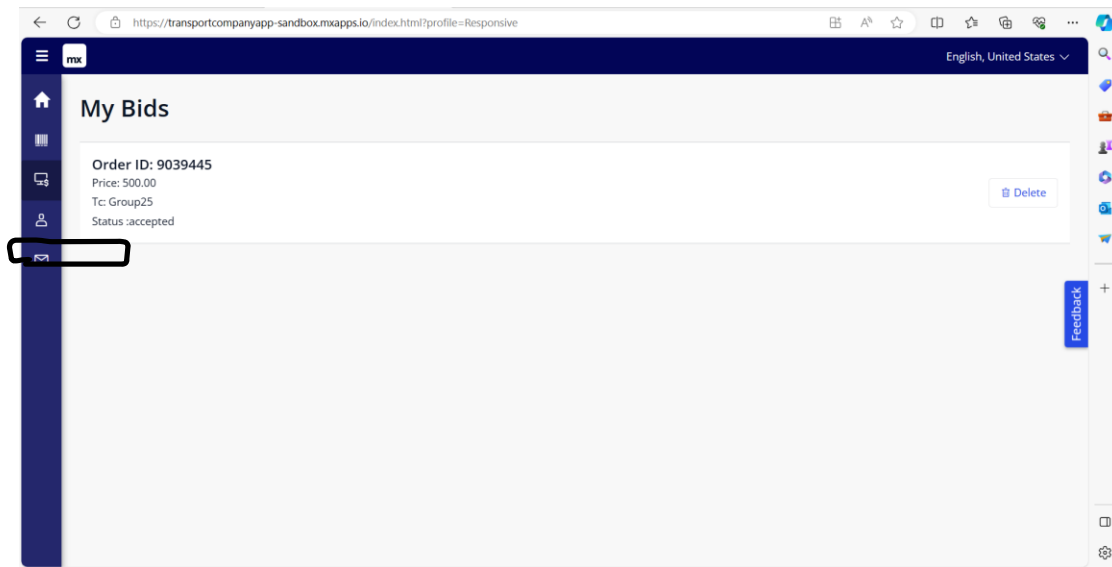 https://transportcompanyapp-sandbox.mxapps.io/index.html?profile=Responsive
mx
English, United States
My Bids
Order ID: 9039445
Price: 500.00
Tc: Group25
Status :accepted
Delete
Feedback